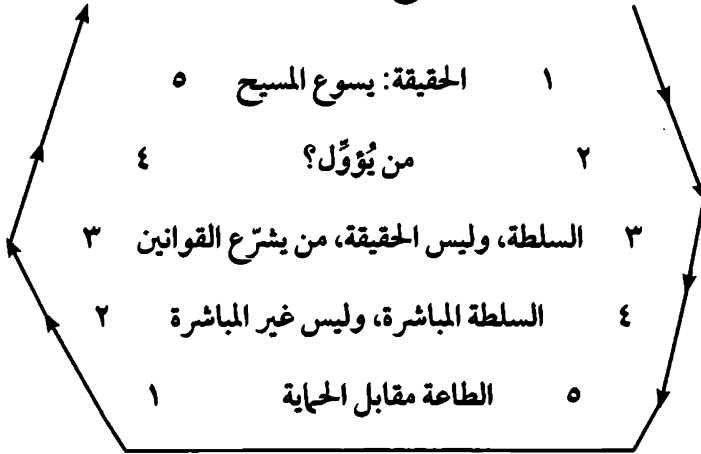 ١ الحقيقة: يسوع المسيح ٥
٢ من يُؤوِّل؟ ٤
٣ السلطة، وليس الحقيقة، من يشرّع القوانين ٣
٤ السلطة المباشرة، وليس غير المباشرة ٢
٥ الطاعة مقابل الحماية ١